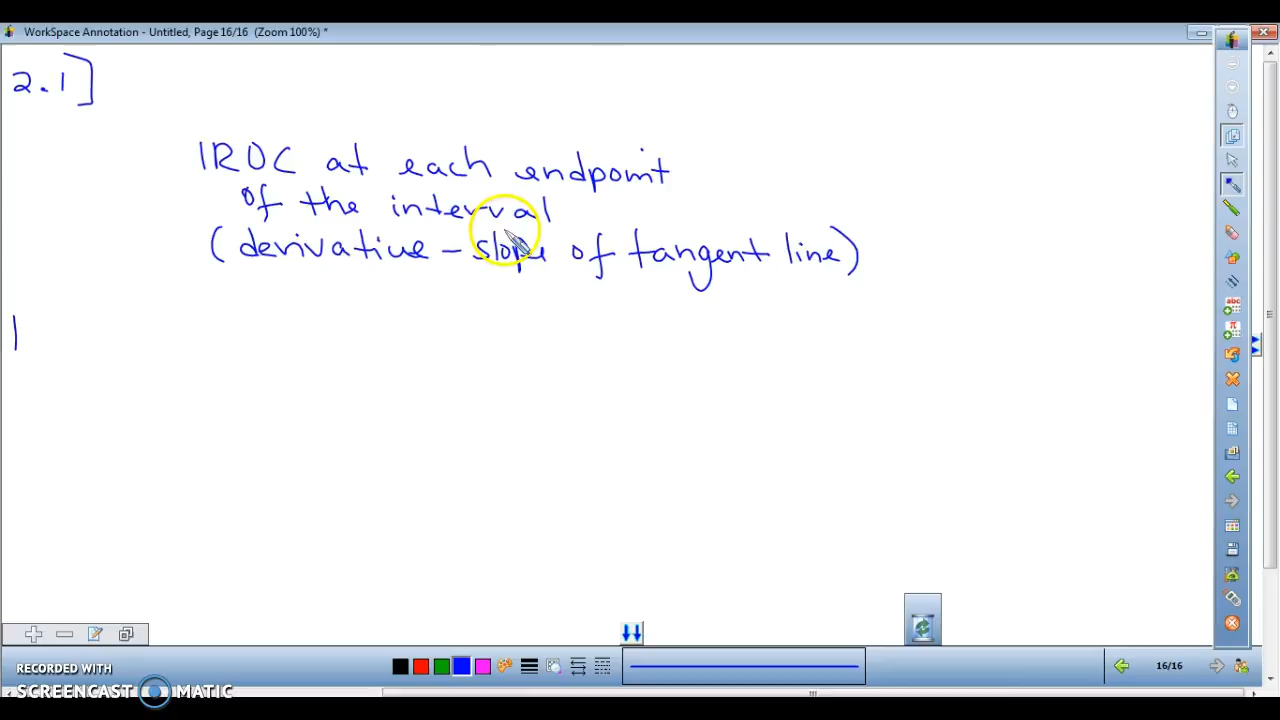 WorkSpace Annotation - Untitled, Page 16/16 (Zoom 100%) *
2.1]
IROC at each endpoint
of the interval
(derivative - slope of tangent line)
abc
π
16/16
RECORDED WITH
SCREENCAST MATIC